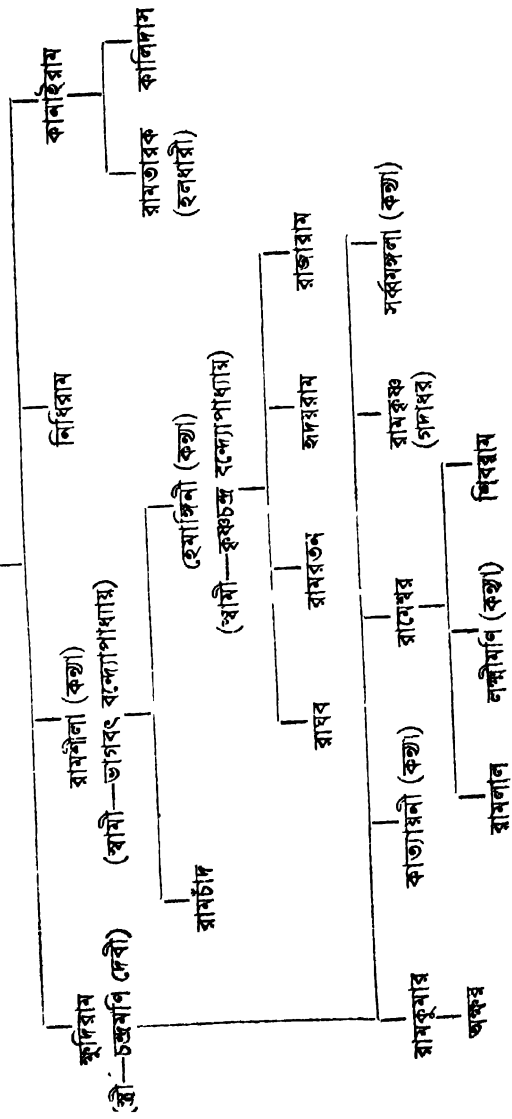 ক্ষুদিরাম
(স্ত্রী—চন্দ্রমণি দেবী)
রামশীলা (কন্যা)
(স্বামী—ভাগবৎ বন্দ্যোপাধ্যায়)
নিধিরাম
কানাইরাম
রামচাঁদ
হেমাঙ্গিনী (কন্যা)
(স্বামী—কৃষ্ণচন্দ্র বন্দ্যোপাধ্যায়)
রামতারক
(হলধারী)
কালিদাস
রাঘব
রামরতন
হৃদয়রাম
রাজারাম
রামকুমার
কাত্যায়নী (কন্যা)
রামেশ্বর
রামকৃষ্ণ
(গদাধর)
সর্ব্বমঙ্গলা (কন্যা)
অক্ষয়
রামলাল
লক্ষ্মীমণি (কন্যা)
শিবরাম